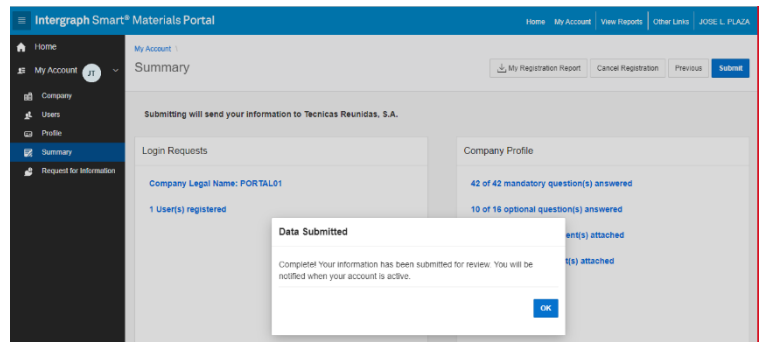 Intergraph Smart® Materials Portal
Home My Account View Reports Other Links JOSE L. PLAZA
Home
My Account JT
Company
Users
Profile
Summary
Request for Information
My Account
Summary
My Registration Report Cancel Registration Previous Submit
Submitting will send your information to Tecnicas Reunidas, S.A.
Login Requests
Company Legal Name: PORTAL01
1 User(s) registered
Company Profile
42 of 42 mandatory question(s) answered
10 of 16 optional question(s) answered
attached
attached
Data Submitted
Complete! Your information has been submitted for review. You will be
notified when your account is active.
OK